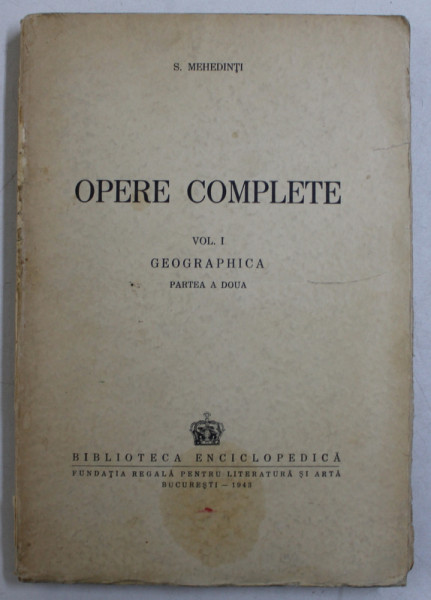 S. MEHEDINȚI
OPERE COMPLETE
VOL. I
GEOGRAPHICA
PARTEA A DOUA
BIBLIOTECA ENCICLOPEDICĂ
FUNDAȚIA REGALĂ PENTRU LITERATURĂ ȘI ARTĂ
BUCUREȘTI — 1943